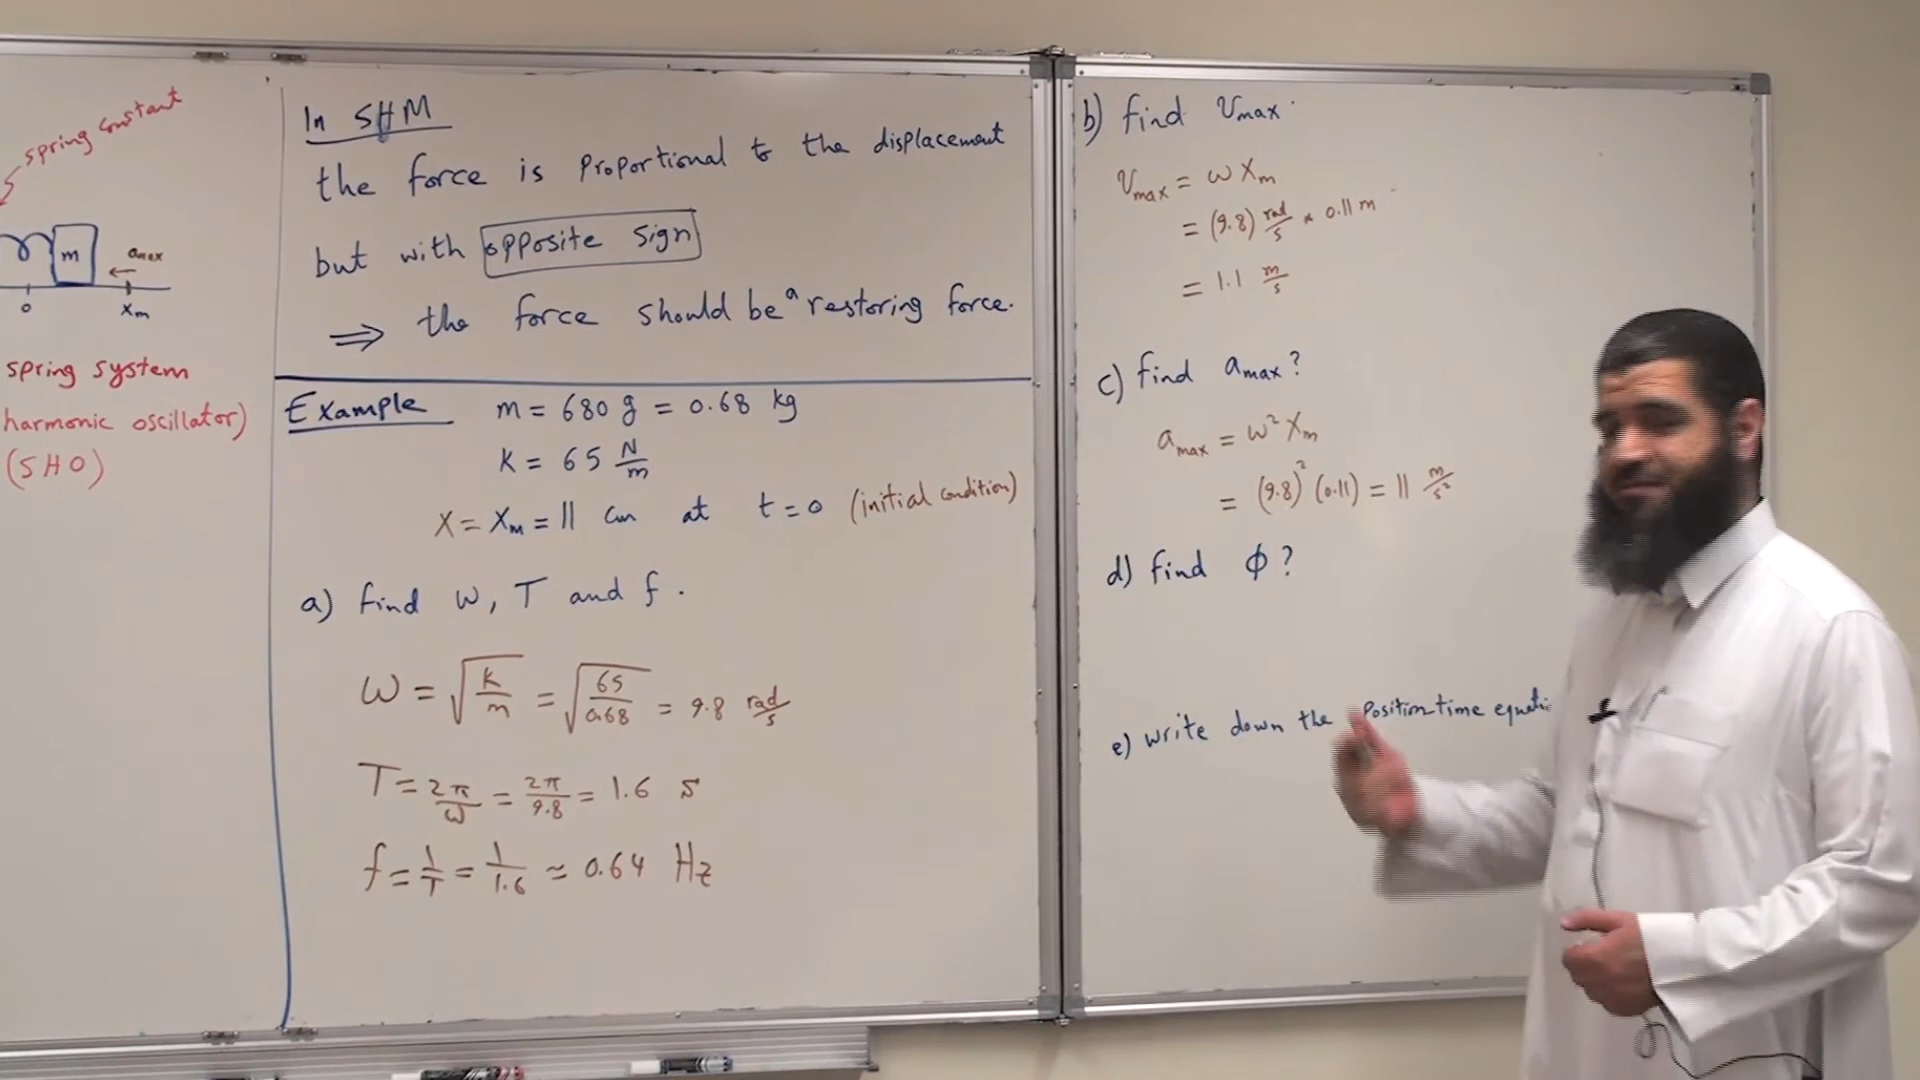 spring constant
m
amax
0
xm
spring system
harmonic oscillator)
(SHO)
In SHM
the force is proportional to the displacement
but with opposite sign
⇒ the force should be a restoring force.
Example m = 680 g = 0.68 kg
k = 65 N/m
x = xm = 11 cm at t = 0 (initial condition)
a) find ω, T and f.
ω = √(k/m) = √(65/0.68) = 9.8 rad/s
T = 2π/ω = 2π/9.8 = 1.6 s
f = 1/T = 1/1.6 ≈ 0.64 Hz
b) find vmax.
vmax = ω xm
= (9.8) rad/s * 0.11 m
= 1.1 m/s
c) find amax?
amax = ω² xm
= (9.8)² (0.11) = 11 m/s²
d) find ϕ?
e) write down the position time equati